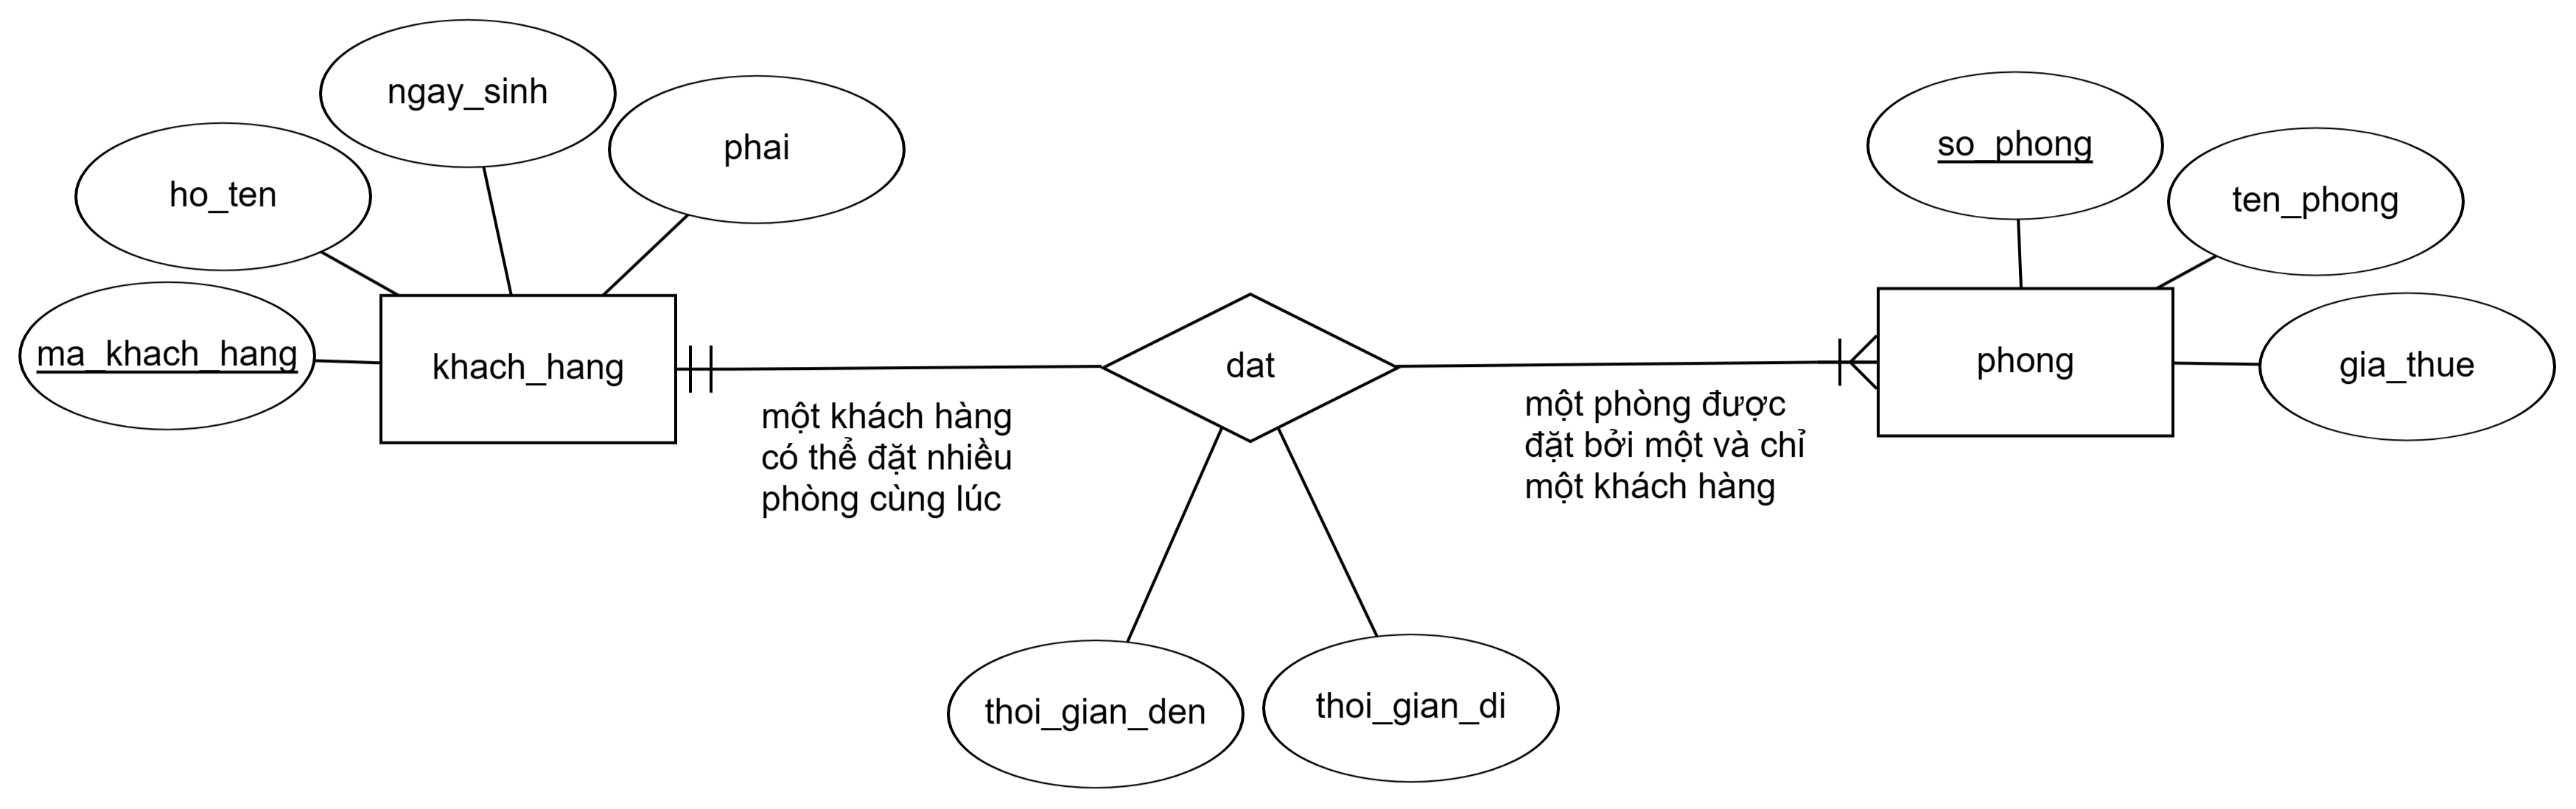 ngay_sinh
phai
ho_ten
ma_khach_hang
khach_hang
một khách hàng
có thể đặt nhiều
phòng cùng lúc
dat
thoi_gian_den
thoi_gian_di
một phòng được
đặt bởi một và chỉ
một khách hàng
so_phong
ten_phong
phong
gia_thue